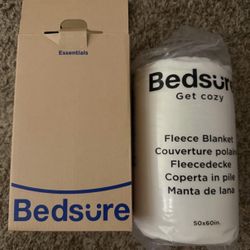 Essentials
Bedsure
Bedsure
Get cozy
Fleece Blanket
Couverture polaire
Fleecedecke
Coperta in pile
Manta de lana
50x60in.